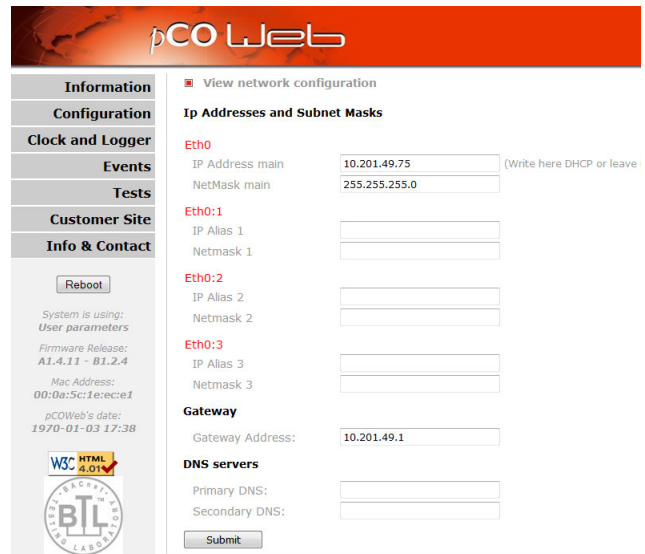 pCO Web
Information
Configuration
Clock and Logger
Events
Tests
Customer Site
Info & Contact
Reboot
System is using:
User parameters
Firmware Release:
A1.4.11 - B1.2.4
Mac Address:
00:0a:5c:1e:ec:e1
pCOWeb's date:
1970-01-03 17:38
W3C HTML
4.01
BACnet
TESTING LABORATORY
BTL
TM
View network configuration
Ip Addresses and Subnet Masks
Eth0
IP Address main 10.201.49.75 (Write here DHCP or leave
NetMask main 255.255.255.0
Eth0:1
IP Alias 1
Netmask 1
Eth0:2
IP Alias 2
Netmask 2
Eth0:3
IP Alias 3
Netmask 3
Gateway
Gateway Address: 10.201.49.1
DNS servers
Primary DNS:
Secondary DNS:
Submit